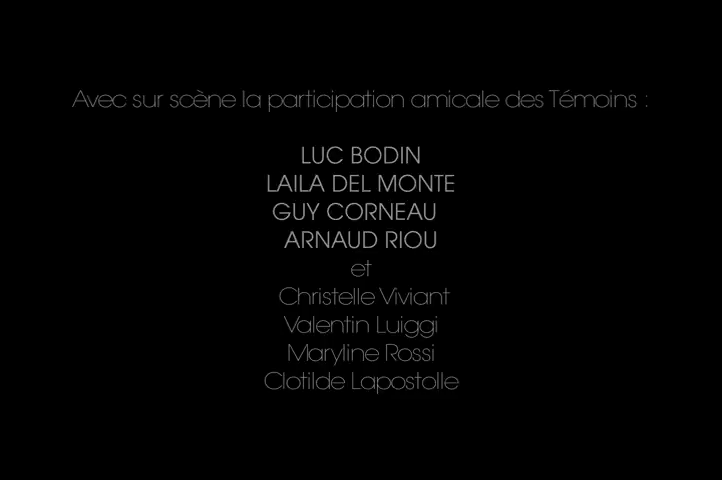 Avec sur scène la participation amicale des Témoins :
LUC BODIN
LAILA DEL MONTE
GUY CORNEAU
ARNAUD RIOU
et
Christelle Viviant
Valentin Luiggi
Maryline Rossi
Clotilde Lapostolle